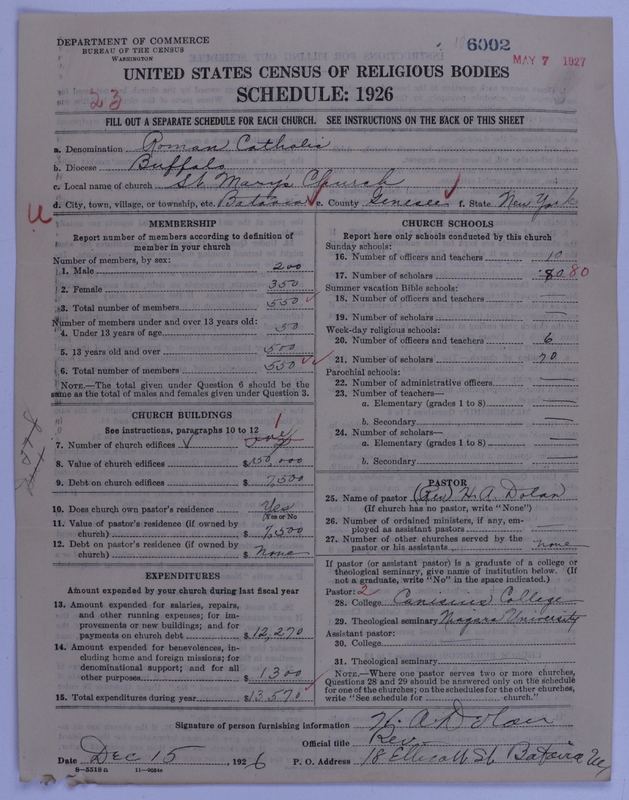 DEPARTMENT OF COMMERCE
BUREAU OF THE CENSUS
WASHINGTON
6002
MAY 7 1927
UNITED STATES CENSUS OF RELIGIOUS BODIES
SCHEDULE: 1926
23
FILL OUT A SEPARATE SCHEDULE FOR EACH CHURCH. SEE INSTRUCTIONS ON THE BACK OF THIS SHEET
a. Denomination Roman Catholic
b. Diocese Buffalo
c. Local name of church St. Mary's Church
d. City, town, village, or township, etc. Batavia e. County Genesee f. State New York
U
MEMBERSHIP
Report number of members according to definition of
member in your church
Number of members, by sex:
1. Male 200
2. Female 350
3. Total number of members 550
Number of members under and over 13 years old:
4. Under 13 years of age 50
5. 13 years old and over 500
6. Total number of members 550
NOTE.—The total given under Question 6 should be the
same as the total of males and females given under Question 3.
CHURCH BUILDINGS
See instructions, paragraphs 10 to 12
7. Number of church edifices 1
8. Value of church edifices $250,000
9. Debt on church edifices $7,500
10. Does church own pastor's residence Yes
(Yes or No
11. Value of pastor's residence (if owned by
church) $7,500
12. Debt on pastor's residence (if owned by
church) $None
EXPENDITURES
Amount expended by your church during last fiscal year
13. Amount expended for salaries, repairs,
and other running expenses; for im-
provements or new buildings; and for
payments on church debt $12,270
14. Amount expended for benevolences, in-
cluding home and foreign missions; for
denominational support; and for all
other purposes 1300
15. Total expenditures during year $13,570
CHURCH SCHOOLS
Report here only schools conducted by this church
Sunday schools:
16. Number of officers and teachers 10
17. Number of scholars 80 80
Summer vacation Bible schools:
18. Number of officers and teachers
19. Number of scholars
Week-day religious schools:
20. Number of officers and teachers 6
21. Number of scholars 70
Parochial schools:
22. Number of administrative officers
23. Number of teachers—
a. Elementary (grades 1 to 8)
b. Secondary
24. Number of scholars—
a. Elementary (grades 1 to 8)
b. Secondary
PASTOR
25. Name of pastor (Rev) H. A. Dolan
(If church has no pastor, write "None")
26. Number of ordained ministers, if any, em-
ployed as assistant pastors
27. Number of other churches served by the
pastor or his assistants none
If pastor (or assistant pastor) is a graduate of a college or
theological seminary, give name of institution below. (If
not a graduate, write "No" in the space indicated.)
Pastor: 2
28. College Canisius College
29. Theological seminary Niagara University
Assistant pastor:
30. College
31. Theological seminary
NOTE.—Where one pastor serves two or more churches,
Questions 28 and 29 should be answered only on the schedule
for one of the churches; on the schedules for the other churches,
write "See schedule for church."
Signature of person furnishing information H. A. Dolan
Official title Rev.
Date Dec 15, 1926 P. O. Address 18 Ellicott St Batavia NY
8—5518a 11—9034a